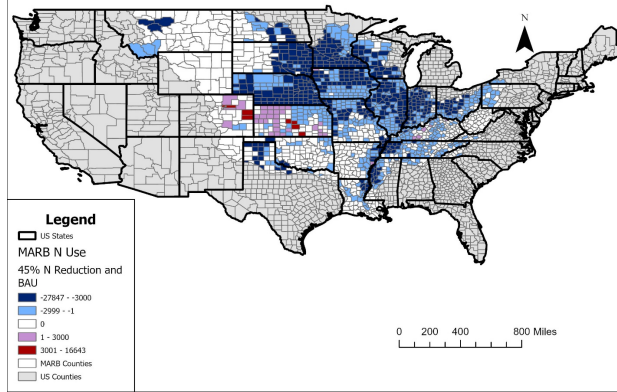 N
Legend
US States
MARB N Use
45% N Reduction and
BAU
-27847 - -3000
-2999 - -1
0
1 - 3000
3001 - 16643
MARB Counties
US Counties
0 200 400 800 Miles